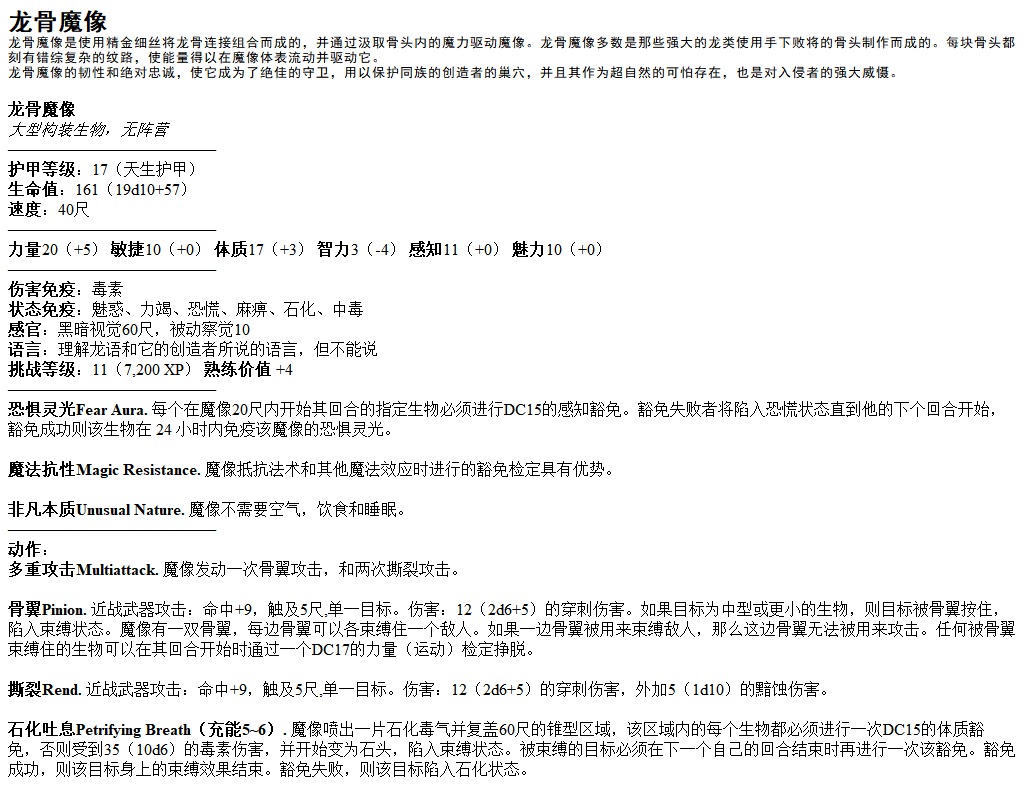 龙骨魔像
龙骨魔像是使用精金细丝将龙骨连接组合而成的，并通过汲取骨头内的魔力驱动魔像。龙骨魔像多数是那些强大的龙类使用手下败将的骨头制作而成的。每块骨头都
刻有错综复杂的纹路，使能量得以在魔像体表流动并驱动它。
龙骨魔像的韧性和绝对忠诚，使它成为了绝佳的守卫，用以保护同族的创造者的巢穴，并且其作为超自然的可怕存在，也是对入侵者的强大威慑。
龙骨魔像
大型构装生物，无阵营
护甲等级：17（天生护甲）
生命值：161（19d10+57）
速度：40尺
力量20（+5） 敏捷10（+0） 体质17（+3） 智力3（-4） 感知11（+0） 魅力10（+0）
伤害免疫：毒素
状态免疫：魅惑、力竭、恐慌、麻痹、石化、中毒
感官：黑暗视觉60尺，被动察觉10
语言：理解龙语和它的创造者所说的语言，但不能说
挑战等级：11（7,200 XP） 熟练价值 +4
恐惧灵光Fear Aura. 每个在魔像20尺内开始其回合的指定生物必须进行DC15的感知豁免。豁免失败者将陷入恐慌状态直到他的下个回合开始，
豁免成功则该生物在 24 小时内免疫该魔像的恐惧灵光。
魔法抗性Magic Resistance. 魔像抵抗法术和其他魔法效应时进行的豁免检定具有优势。
非凡本质Unusual Nature. 魔像不需要空气，饮食和睡眠。
动作：
多重攻击Multiattack. 魔像发动一次骨翼攻击，和两次撕裂攻击。
骨翼Pinion. 近战武器攻击：命中+9，触及5尺,单一目标。伤害：12（2d6+5）的穿刺伤害。如果目标为中型或更小的生物，则目标被骨翼按住，
陷入束缚状态。魔像有一双骨翼，每边骨翼可以各束缚住一个敌人。如果一边骨翼被用来束缚敌人，那么这边骨翼无法被用来攻击。任何被骨翼
束缚住的生物可以在其回合开始时通过一个DC17的力量（运动）检定挣脱。
撕裂Rend. 近战武器攻击：命中+9，触及5尺,单一目标。伤害：12（2d6+5）的穿刺伤害，外加5（1d10）的黯蚀伤害。
石化吐息Petrifying Breath（充能5~6）. 魔像喷出一片石化毒气并复盖60尺的锥型区域，该区域内的每个生物都必须进行一次DC15的体质豁
免，否则受到35（10d6）的毒素伤害，并开始变为石头，陷入束缚状态。被束缚的目标必须在下一个自己的回合结束时再进行一次该豁免。豁免
成功，则该目标身上的束缚效果结束。豁免失败，则该目标陷入石化状态。